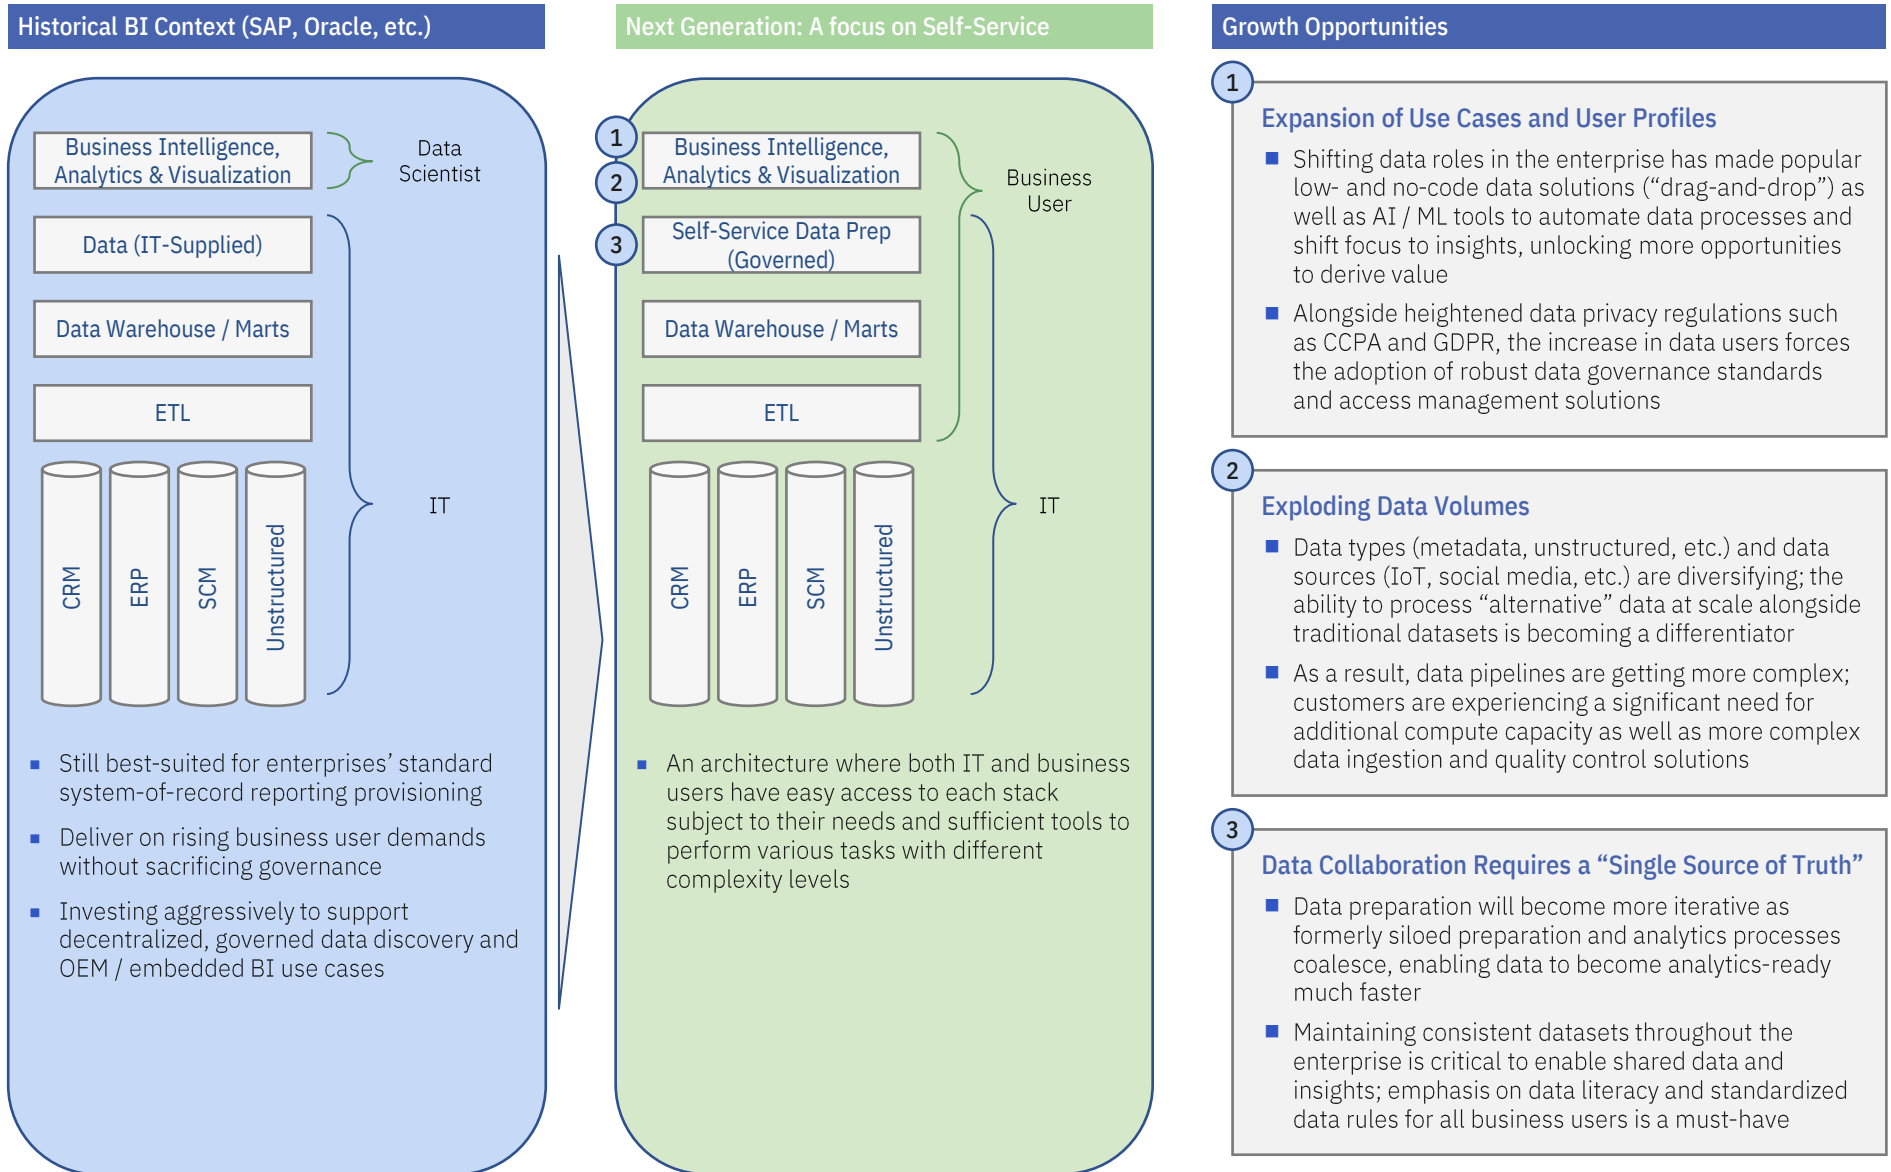 Historical BI Context (SAP, Oracle, etc.)
Business Intelligence,
Analytics & Visualization
Data
Scientist
Data (IT-Supplied)
Data Warehouse / Marts
ETL
CRM
ERP
SCM
Unstructured
IT
Still best-suited for enterprises’ standard
system-of-record reporting provisioning
Deliver on rising business user demands
without sacrificing governance
Investing aggressively to support
decentralized, governed data discovery and
OEM / embedded BI use cases
Next Generation: A focus on Self-Service
1
2
3
Business Intelligence,
Analytics & Visualization
Business
User
Self-Service Data Prep
(Governed)
Data Warehouse / Marts
ETL
CRM
ERP
SCM
Unstructured
IT
An architecture where both IT and business
users have easy access to each stack
subject to their needs and sufficient tools to
perform various tasks with different
complexity levels
Growth Opportunities
1
Expansion of Use Cases and User Profiles
Shifting data roles in the enterprise has made popular
low- and no-code data solutions (“drag-and-drop”) as
well as AI / ML tools to automate data processes and
shift focus to insights, unlocking more opportunities
to derive value
Alongside heightened data privacy regulations such
as CCPA and GDPR, the increase in data users forces
the adoption of robust data governance standards
and access management solutions
2
Exploding Data Volumes
Data types (metadata, unstructured, etc.) and data
sources (IoT, social media, etc.) are diversifying; the
ability to process “alternative” data at scale alongside
traditional datasets is becoming a differentiator
As a result, data pipelines are getting more complex;
customers are experiencing a significant need for
additional compute capacity as well as more complex
data ingestion and quality control solutions
3
Data Collaboration Requires a “Single Source of Truth”
Data preparation will become more iterative as
formerly siloed preparation and analytics processes
coalesce, enabling data to become analytics-ready
much faster
Maintaining consistent datasets throughout the
enterprise is critical to enable shared data and
insights; emphasis on data literacy and standardized
data rules for all business users is a must-have